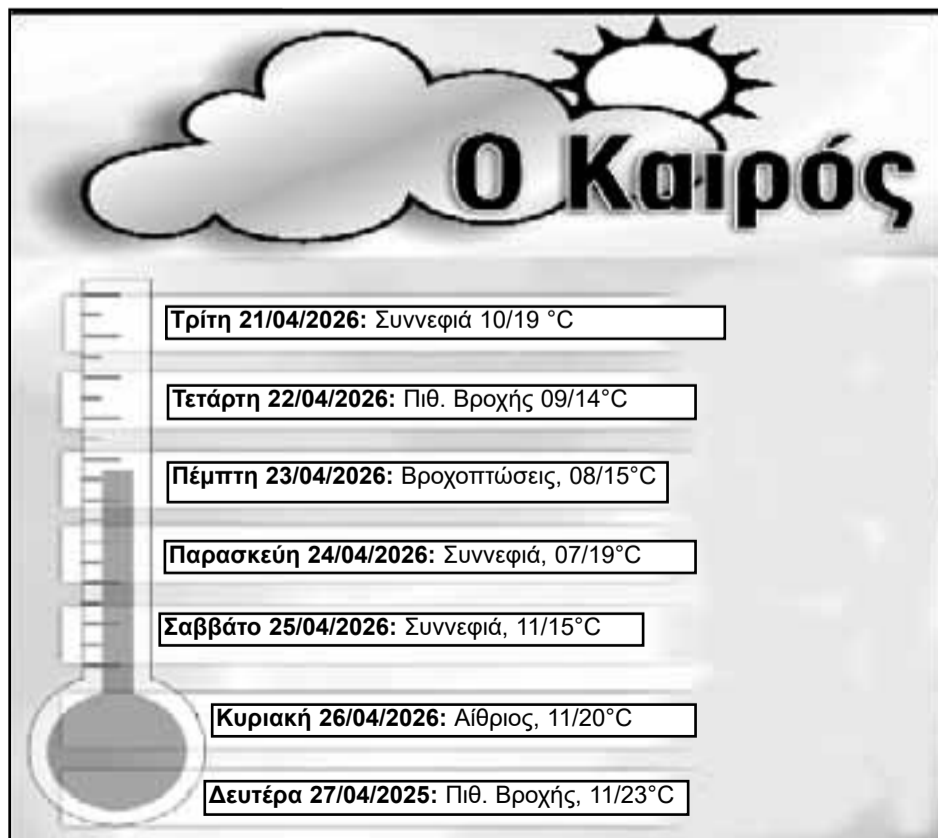 Ο Καιρός
Τρίτη 21/04/2026: Συννεφιά 10/19 °C
Τετάρτη 22/04/2026: Πιθ. Βροχής 09/14°C
Πέμπτη 23/04/2026: Βροχοπτώσεις, 08/15°C
Παρασκεύη 24/04/2026: Συννεφιά, 07/19°C
Σαββάτο 25/04/2026: Συννεφιά, 11/15°C
Κυριακή 26/04/2026: Αίθριος, 11/20°C
Δευτέρα 27/04/2025: Πιθ. Βροχής, 11/23°C